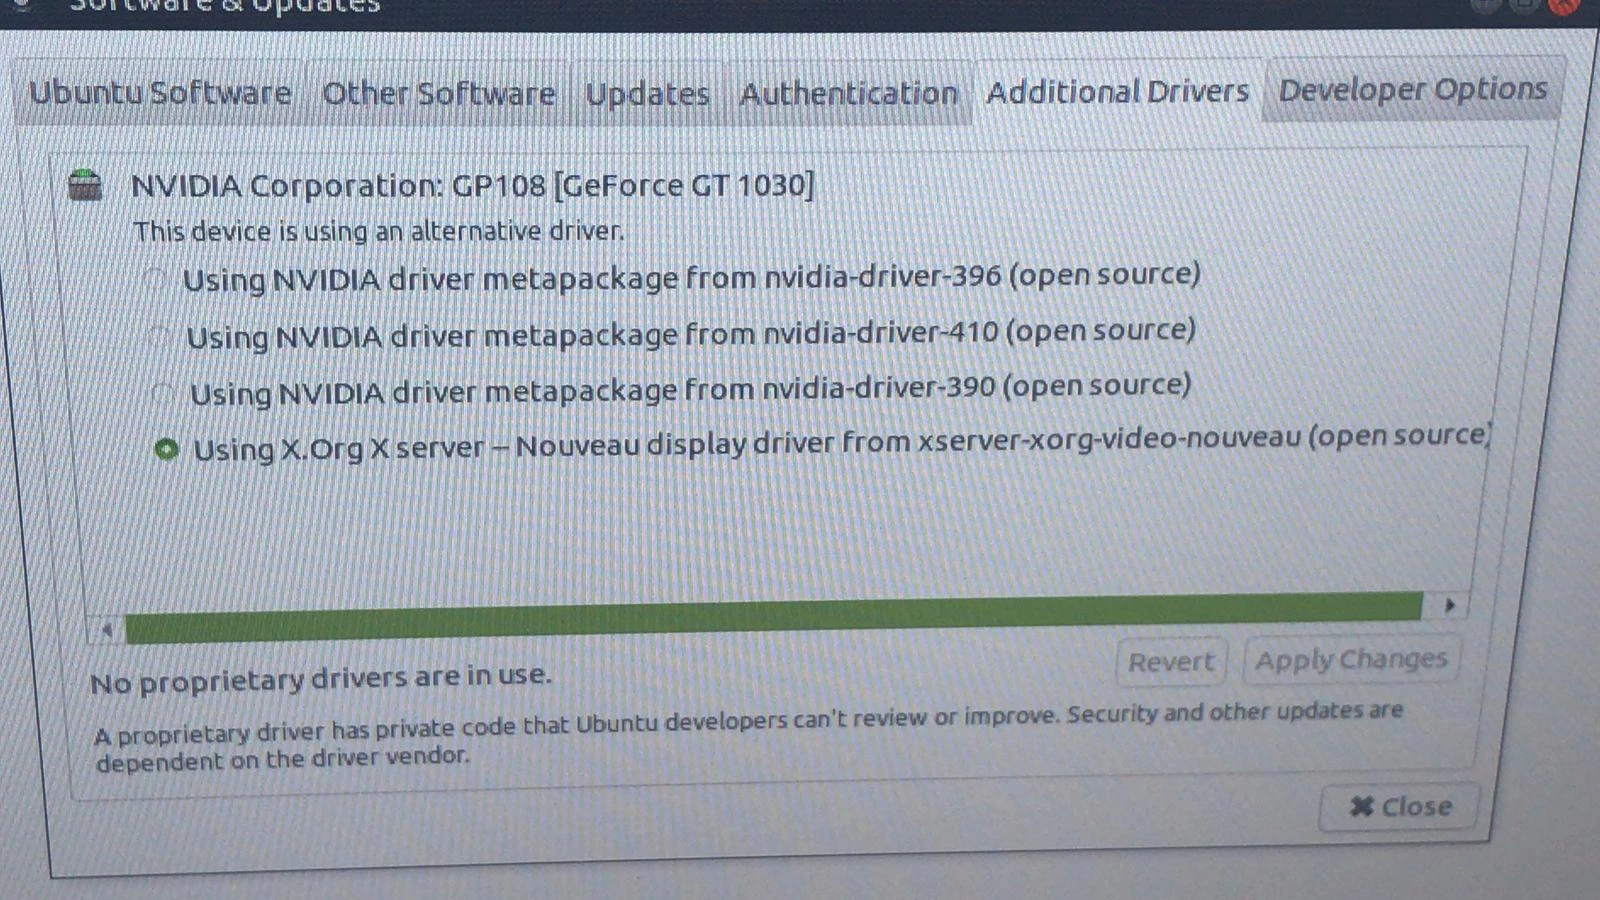 Software & Updates
Ubuntu Software Other Software Updates Authentication Additional Drivers Developer Options
NVIDIA Corporation: GP108 [GeForce GT 1030]
This device is using an alternative driver.
Using NVIDIA driver metapackage from nvidia-driver-396 (open source)
Using NVIDIA driver metapackage from nvidia-driver-410 (open source)
Using NVIDIA driver metapackage from nvidia-driver-390 (open source)
Using X.Org X server – Nouveau display driver from xserver-xorg-video-nouveau (open source)
No proprietary drivers are in use.
Revert Apply Changes
A proprietary driver has private code that Ubuntu developers can't review or improve. Security and other updates are
dependent on the driver vendor.
Close